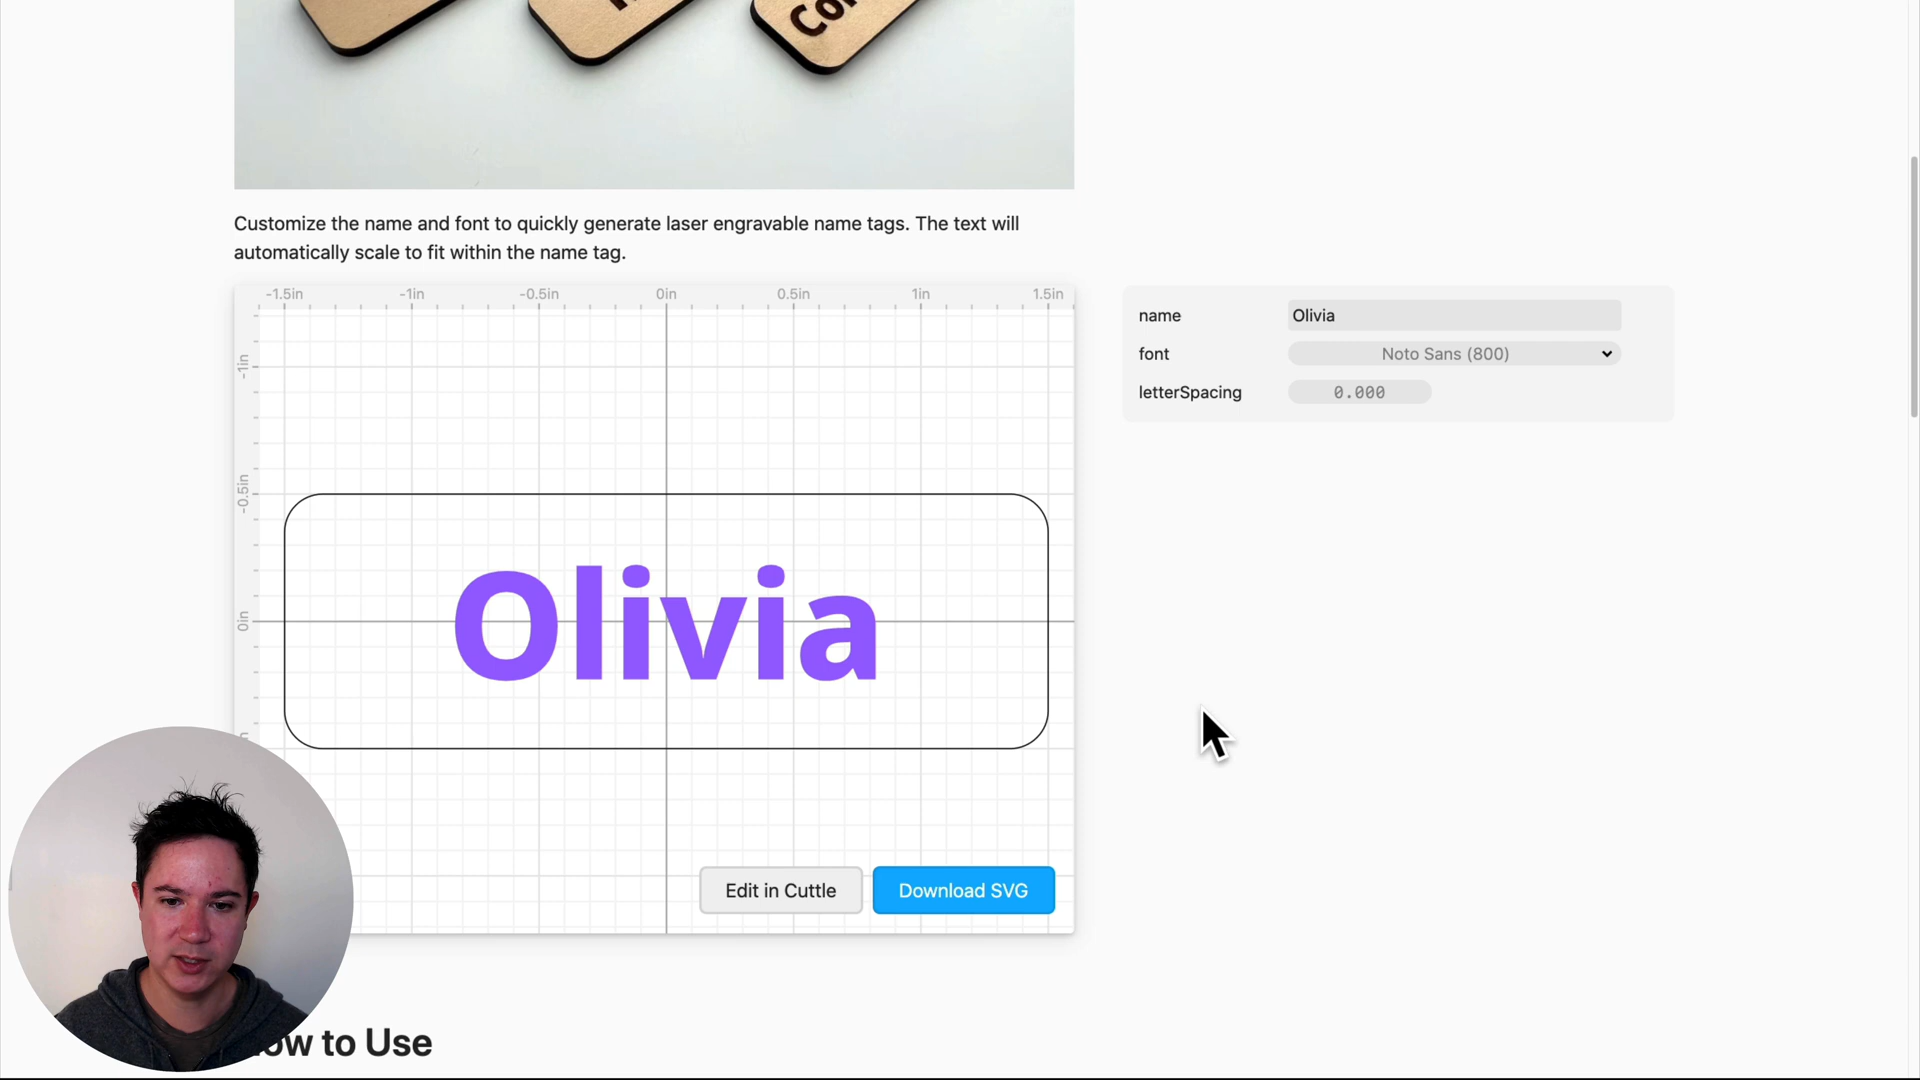 Customize the name and font to quickly generate laser engravable name tags. The text will
automatically scale to fit within the name tag.
-1.5in -1in -0.5in 0in 0.5in 1in 1.5in
-1in
-0.5in
0in
Olivia
name Olivia
font Noto Sans (800)
letterSpacing 0.000
Edit in Cuttle Download SVG
to Use